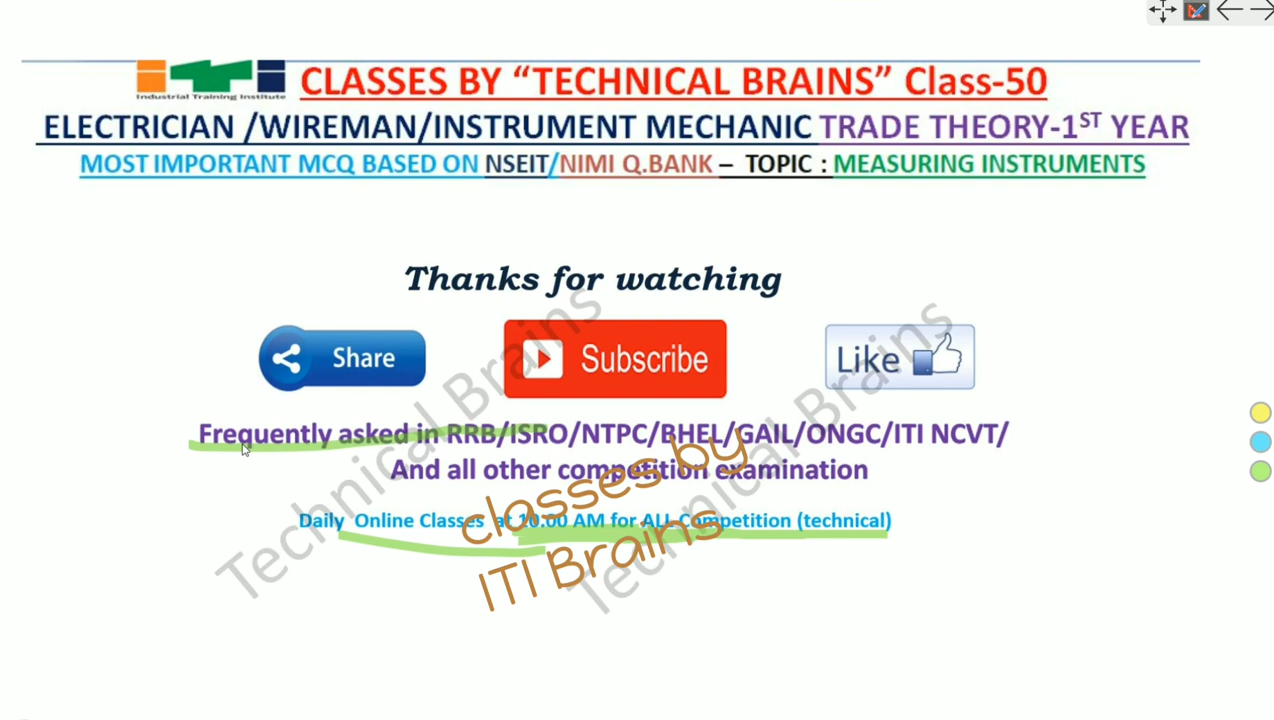 Industrial Training Institute
CLASSES BY “TECHNICAL BRAINS” Class-50
ELECTRICIAN /WIREMAN/INSTRUMENT MECHANIC TRADE THEORY-1ST YEAR
MOST IMPORTANT MCQ BASED ON NSEIT/NIMI Q.BANK – TOPIC : MEASURING INSTRUMENTS
Thanks for watching
Share
Subscribe
Like
Frequently asked in RRB/ISRO/NTPC/BHEL/GAIL/ONGC/ITI NCVT/
And all other competition examination
Daily Online Classes at 10:00 AM for ALL Competition (technical)
classes by
ITI Brains
Technical Brains
Technical Brains